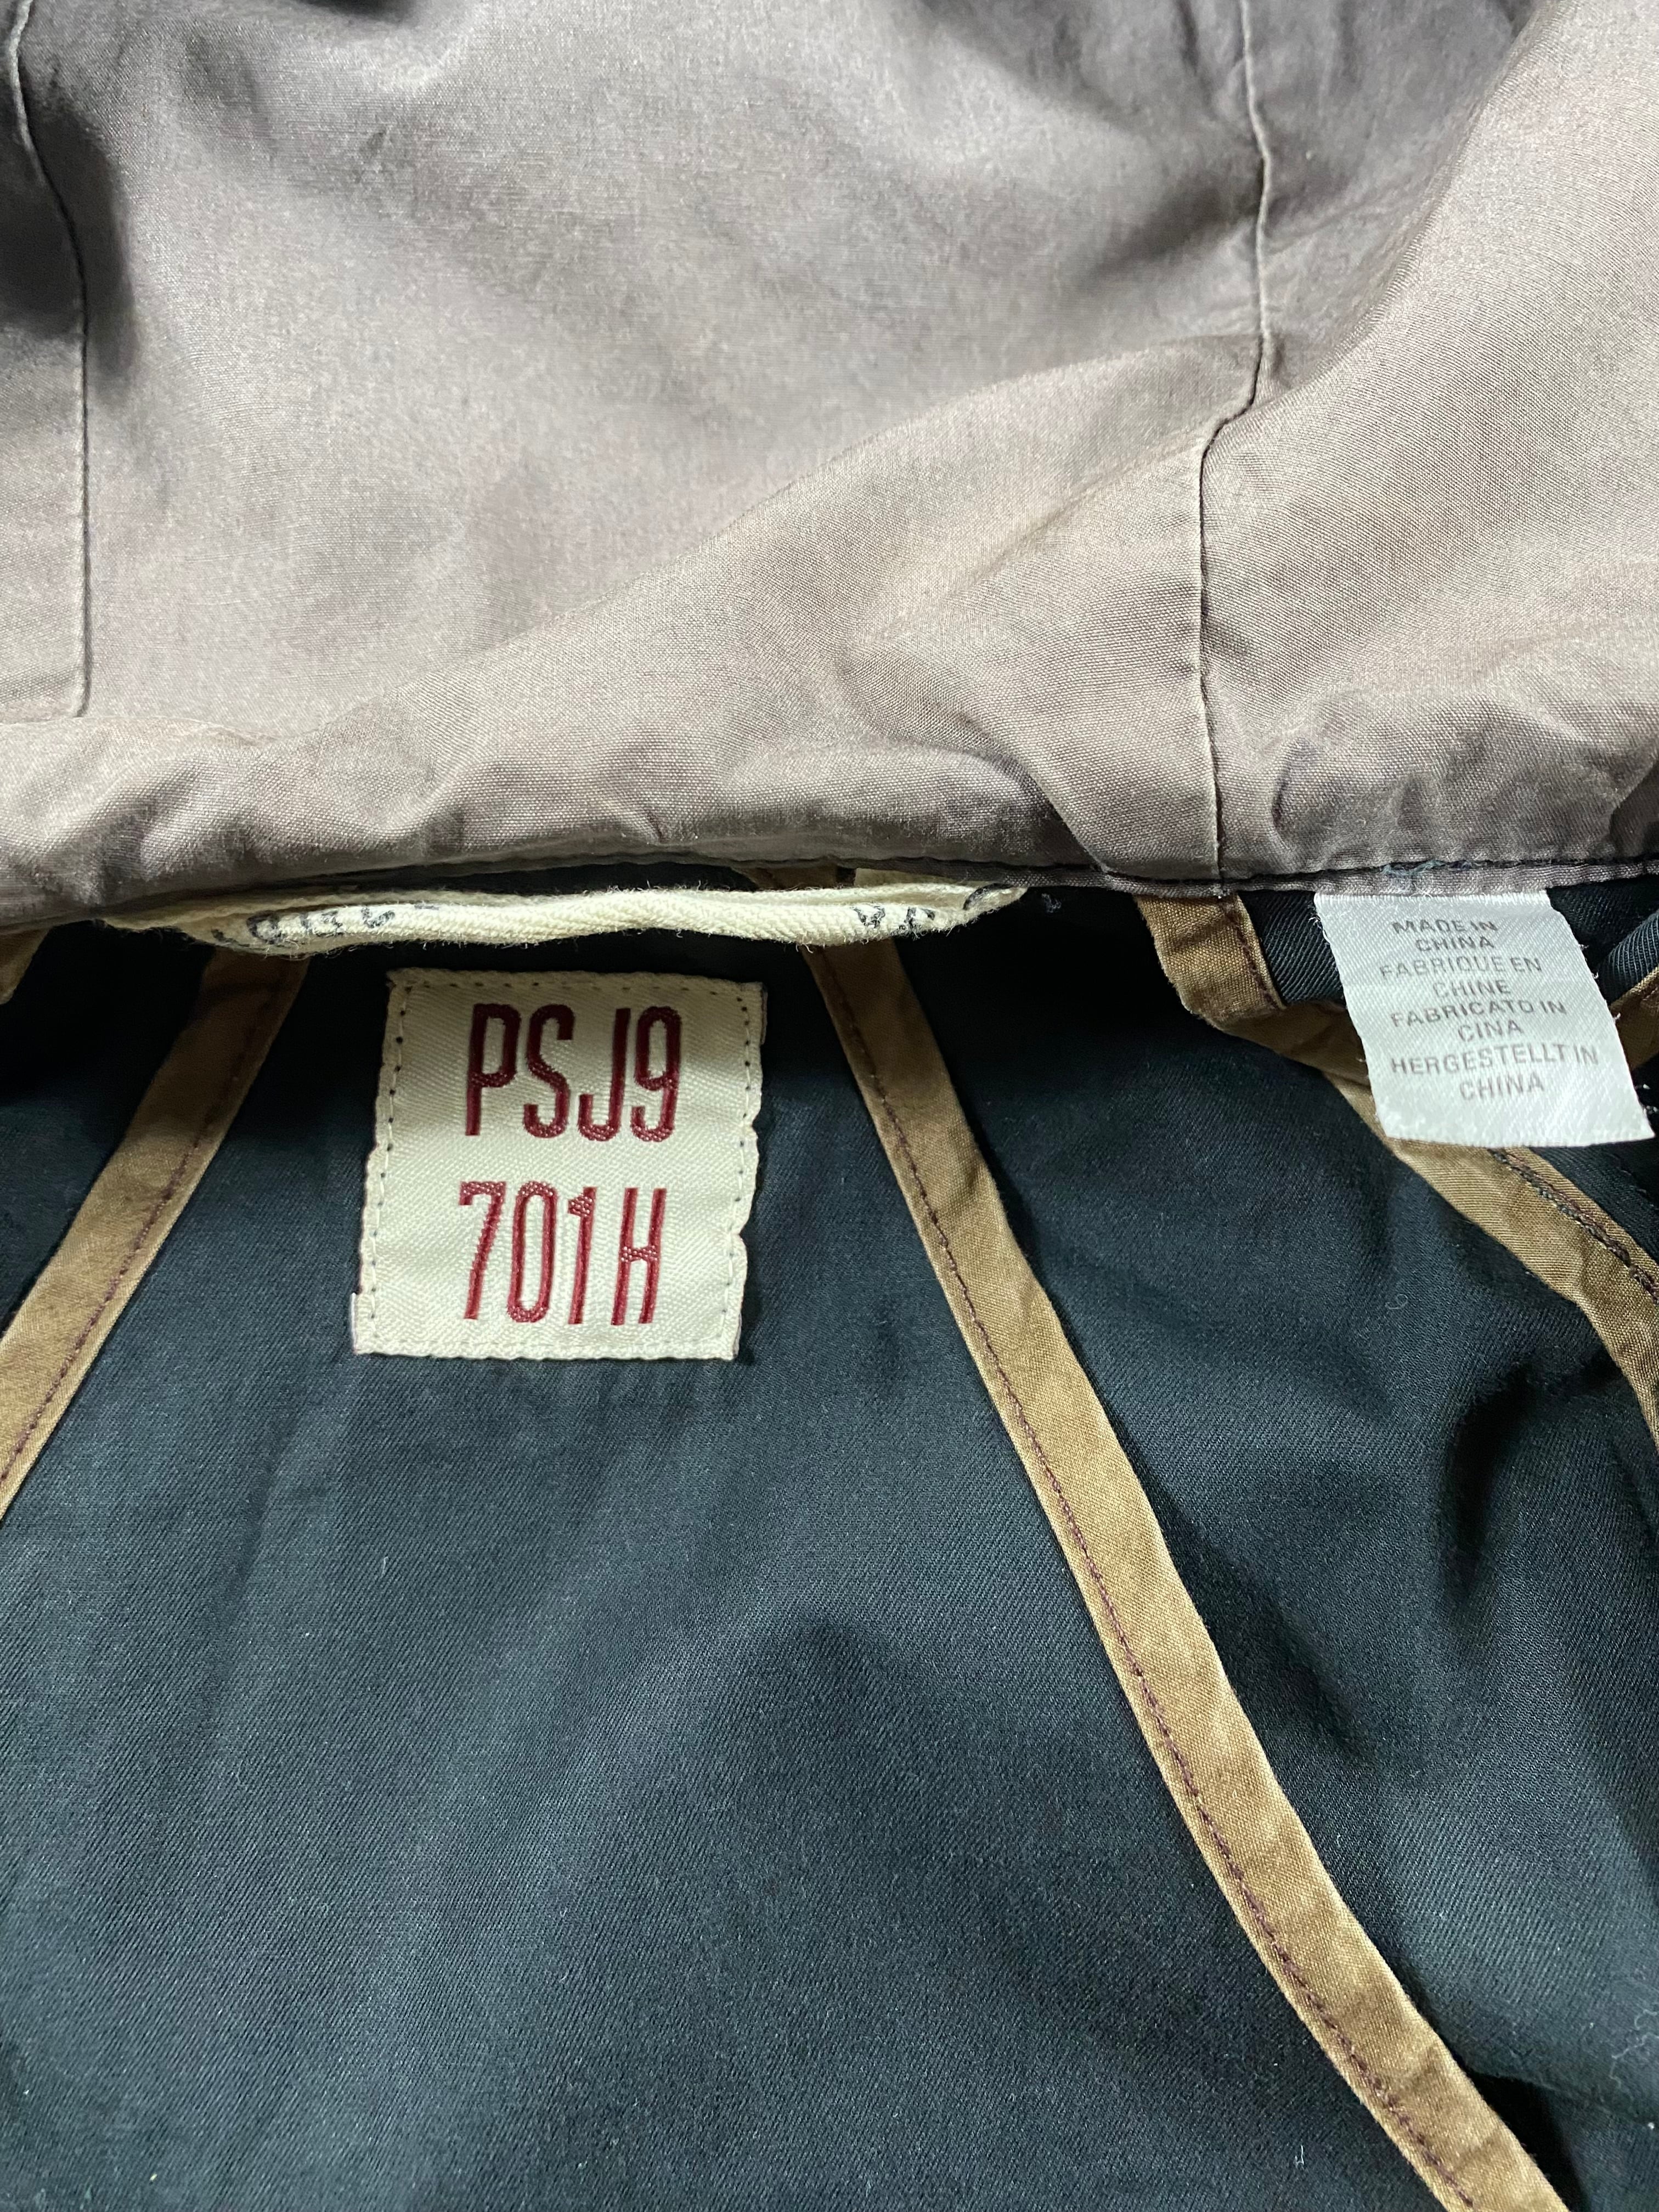 PSJ9
701H
MADE IN
CHINA
FABRIQUE EN
CHINE
FABRICATO IN
CINA
HERGESTELLT IN
CHINA